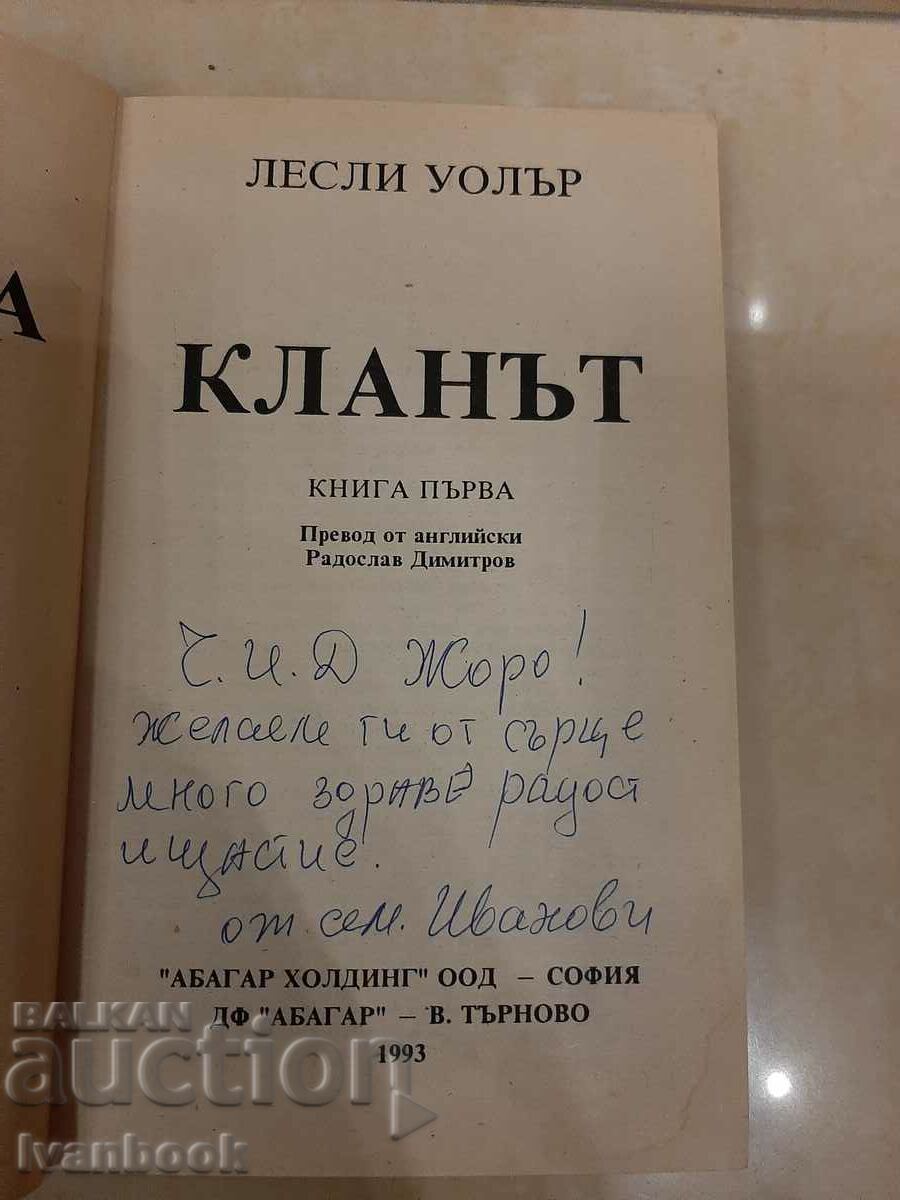 А
ЛЕСЛИ УОЛЪР
КЛАНЪТ
КНИГА ПЪРВА
Превод от английски
Радослав Димитров
Ч.И.Д Жоро!
желаем ти от сърце
много здраве радост
и щастие.
от сем. Иванови
"АБАГАР ХОЛДИНГ" ООД – СОФИЯ
ДФ "АБАГАР" – В. ТЪРНОВО
1993
BALKAN
auction
Ivanbook